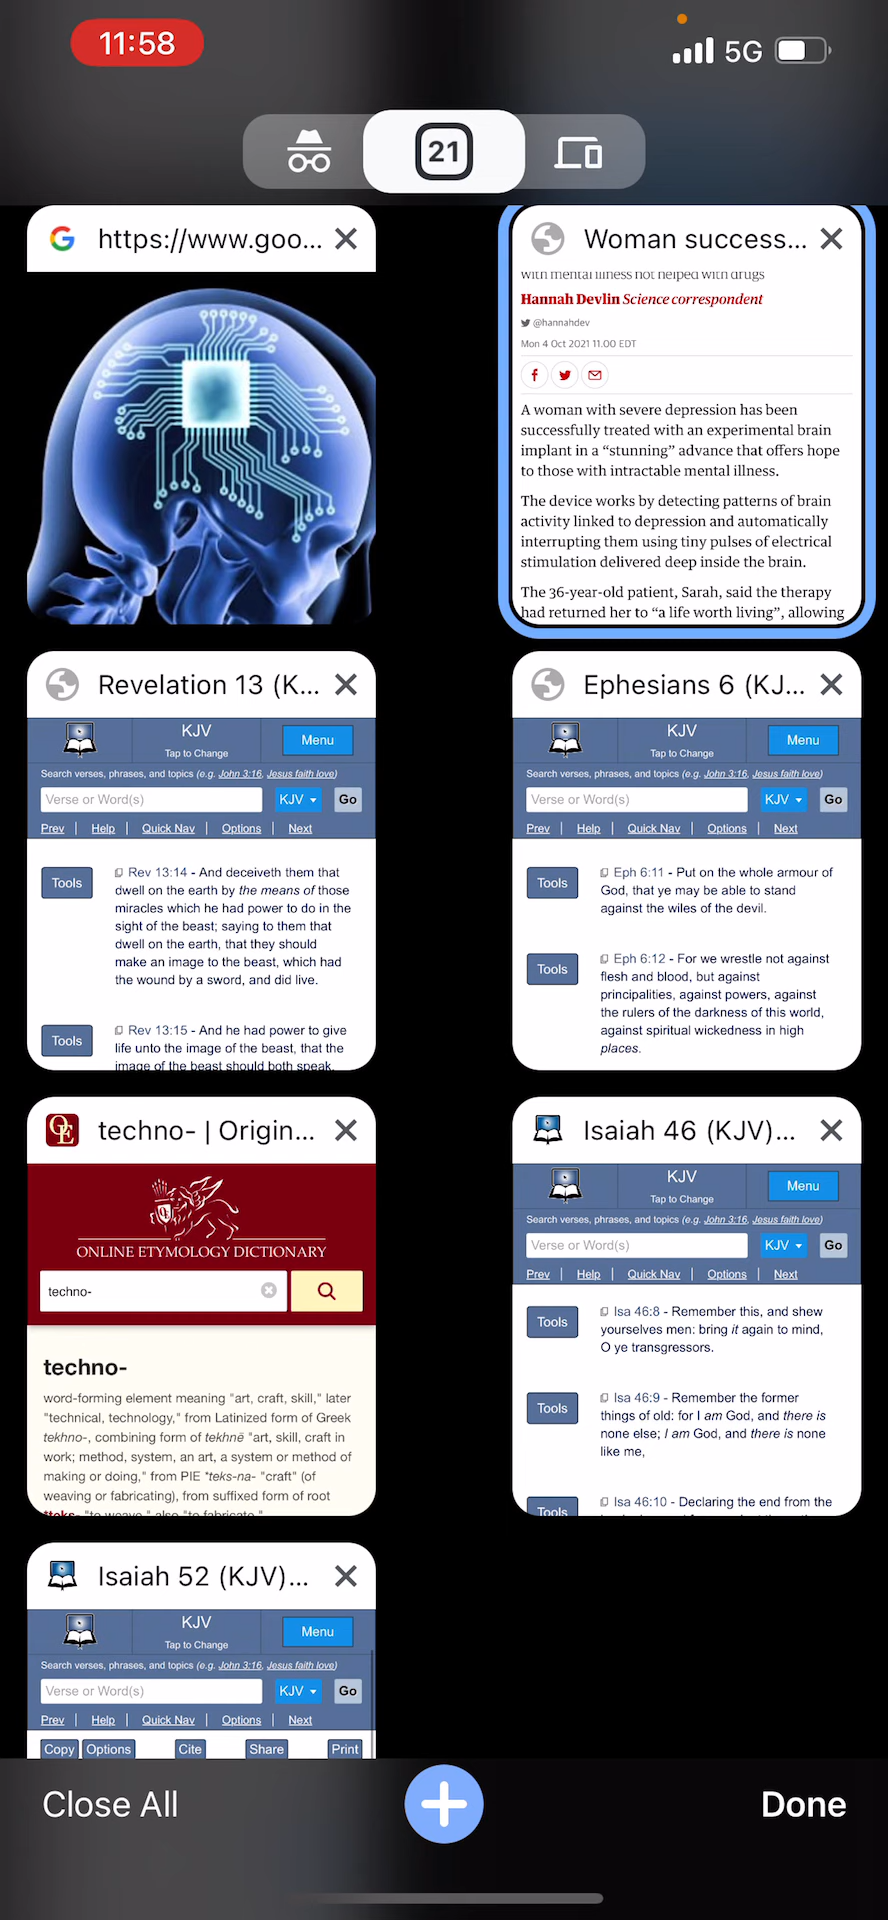 11:58
5G
21
https://www.goo...
Woman success...
with mental illness not helped with drugs
Hannah Devlin Science correspondent
@hannahdev
Mon 4 Oct 2021 11.00 EDT
A woman with severe depression has been
successfully treated with an experimental brain
implant in a “stunning” advance that offers hope
to those with intractable mental illness.
The device works by detecting patterns of brain
activity linked to depression and automatically
interrupting them using tiny pulses of electrical
stimulation delivered deep inside the brain.
The 36-year-old patient, Sarah, said the therapy
had returned her to “a life worth living”, allowing
Revelation 13 (K...
KJV
Tap to Change
Menu
Search verses, phrases, and topics (e.g. John 3:16, Jesus faith love)
Verse or Word(s)
KJV
Go
Prev | Help | Quick Nav | Options | Next
Tools
Rev 13:14 - And deceiveth them that
dwell on the earth by the means of those
miracles which he had power to do in the
sight of the beast; saying to them that
dwell on the earth, that they should
make an image to the beast, which had
the wound by a sword, and did live.
Tools
Rev 13:15 - And he had power to give
life unto the image of the beast, that the
image of the beast should both speak,
Ephesians 6 (KJ...
KJV
Tap to Change
Menu
Search verses, phrases, and topics (e.g. John 3:16, Jesus faith love)
Verse or Word(s)
KJV
Go
Prev | Help | Quick Nav | Options | Next
Tools
Eph 6:11 - Put on the whole armour of
God, that ye may be able to stand
against the wiles of the devil.
Tools
Eph 6:12 - For we wrestle not against
flesh and blood, but against
principalities, against powers, against
the rulers of the darkness of this world,
against spiritual wickedness in high
places.
OE
techno- | Origin...
ONLINE ETYMOLOGY DICTIONARY
techno-
techno-
word-forming element meaning "art, craft, skill," later
"technical, technology," from Latinized form of Greek
tekhno-, combining form of tekhnē "art, skill, craft in
work; method, system, an art, a system or method of
making or doing," from PIE *teks-na- "craft" (of
weaving or fabricating), from suffixed form of root
*teks- "to weave," also "to fabricate."
Isaiah 46 (KJV)...
KJV
Tap to Change
Menu
Search verses, phrases, and topics (e.g. John 3:16, Jesus faith love)
Verse or Word(s)
KJV
Go
Prev | Help | Quick Nav | Options | Next
Tools
Isa 46:8 - Remember this, and shew
yourselves men: bring it again to mind,
O ye transgressors.
Tools
Isa 46:9 - Remember the former
things of old: for I am God, and there is
none else; I am God, and there is none
like me,
Tools
Isa 46:10 - Declaring the end from the
Isaiah 52 (KJV)...
KJV
Tap to Change
Menu
Search verses, phrases, and topics (e.g. John 3:16, Jesus faith love)
Verse or Word(s)
KJV
Go
Prev | Help | Quick Nav | Options | Next
Copy Options Cite Share Print
Close All
Done